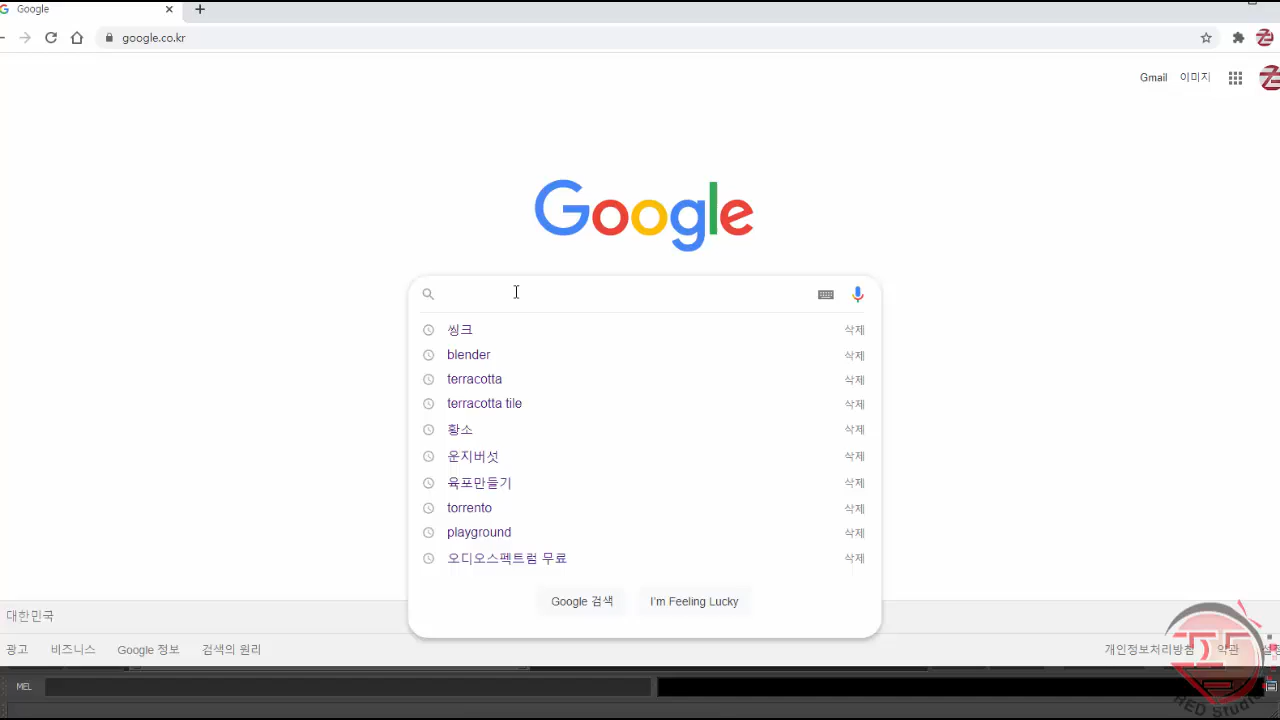 Google
google.co.kr
Gmail 이미지
Google
씽크 삭제
blender 삭제
terracotta 삭제
terracotta tile 삭제
황소 삭제
운지버섯 삭제
육포만들기 삭제
torrento 삭제
playground 삭제
오디오스펙트럼 무료 삭제
Google 검색 I'm Feeling Lucky
대한민국
광고 비즈니스 Google 정보 검색의 원리 개인정보처리방침 약관
MEL
RED Studio